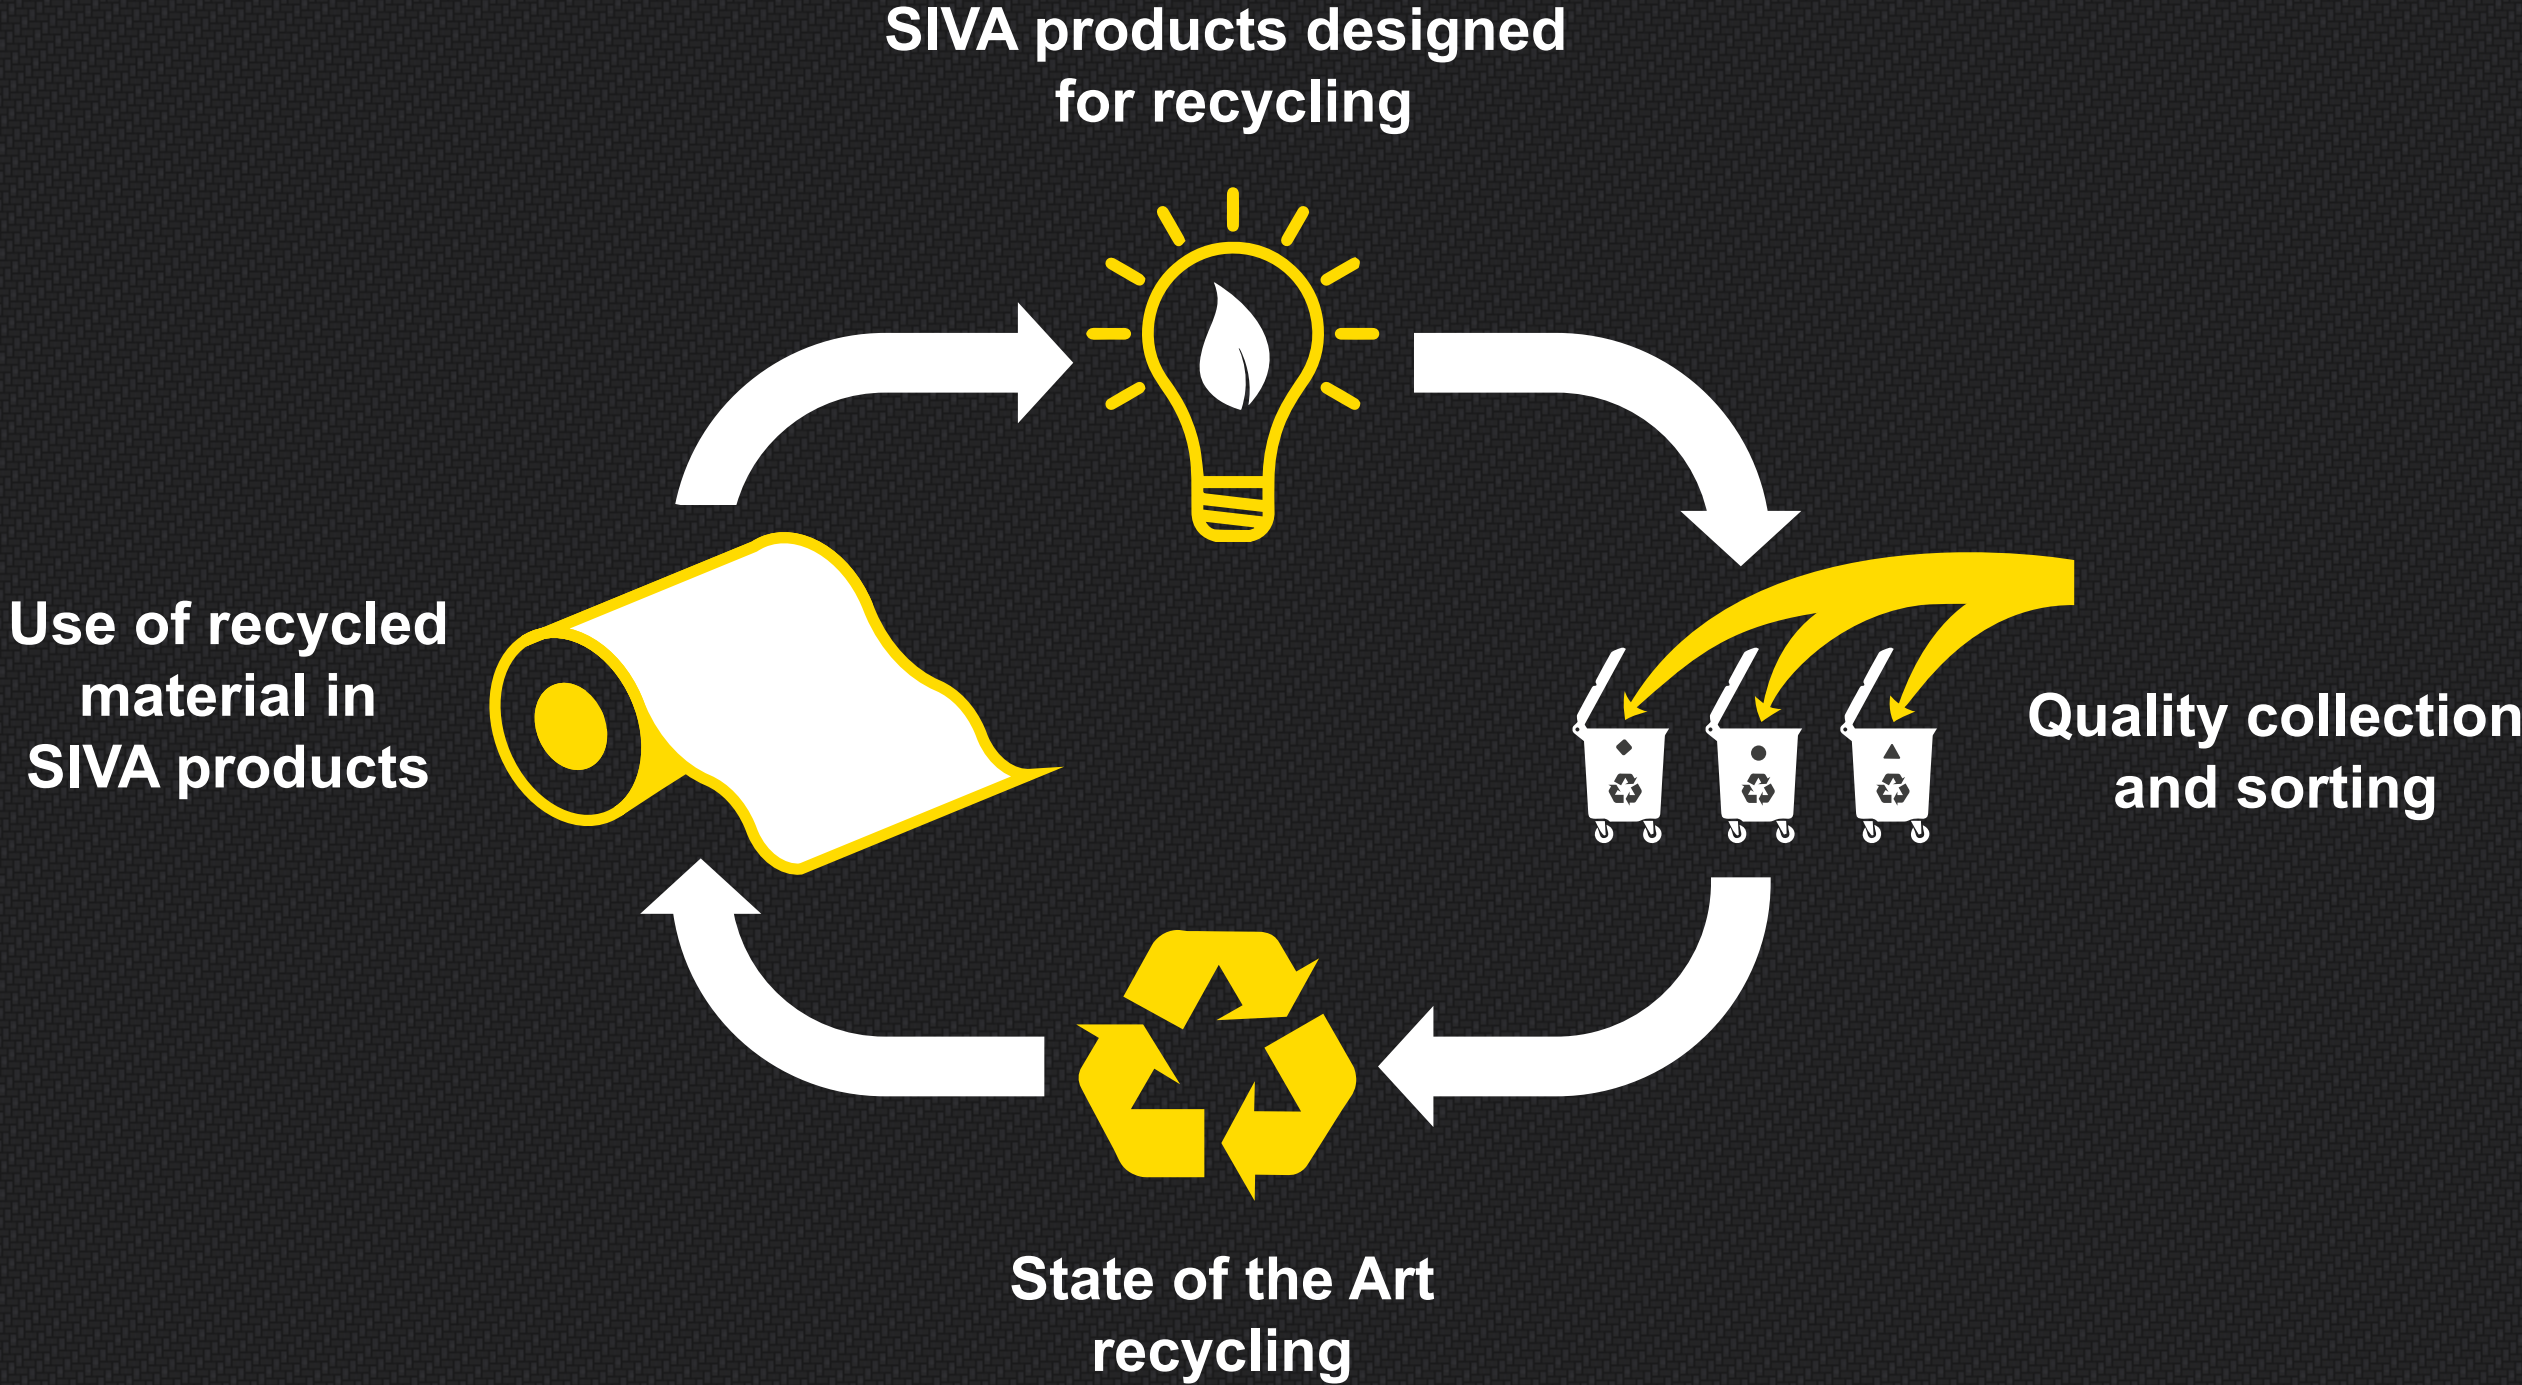 SIVA products designed
for recycling
Use of recycled
material in
SIVA products
Quality collection
and sorting
State of the Art
recycling